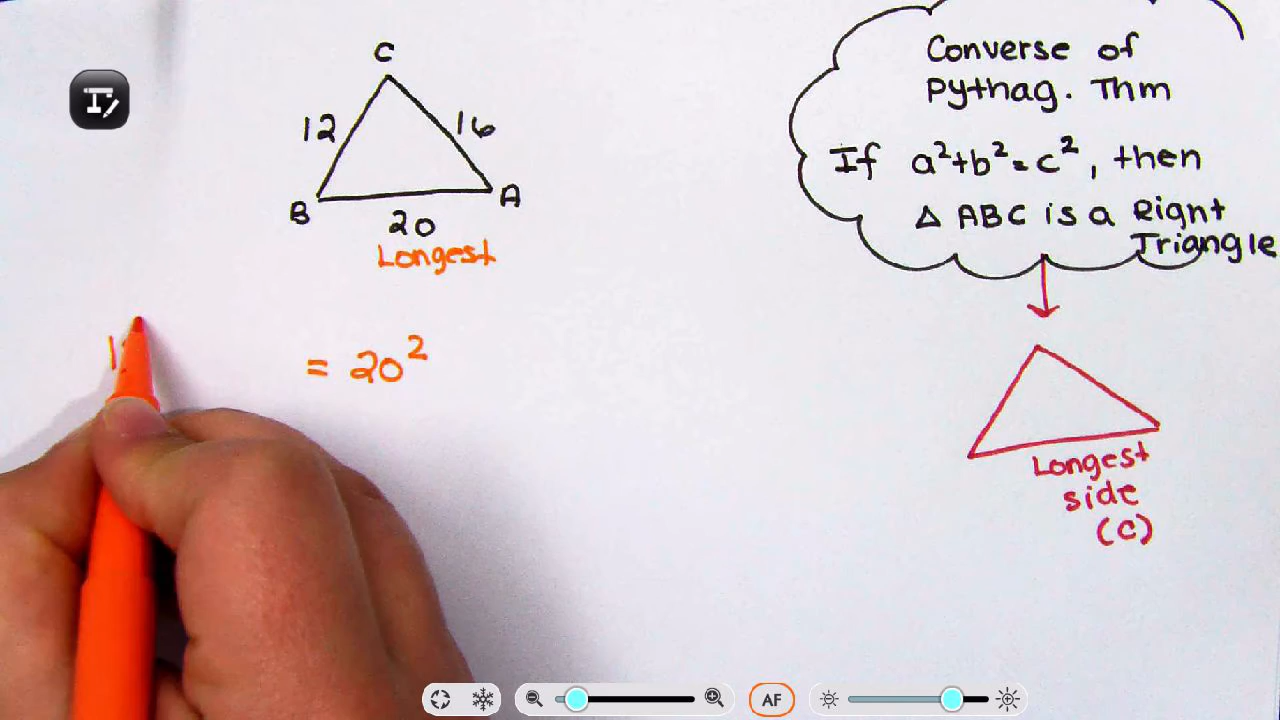 C
12
16
B
A
20
Longest
= 20²
Converse of
Pythag. Thm
If a²+b²=c², then
△ ABC is a Right
Triangle
Longest
side
(c)
AF